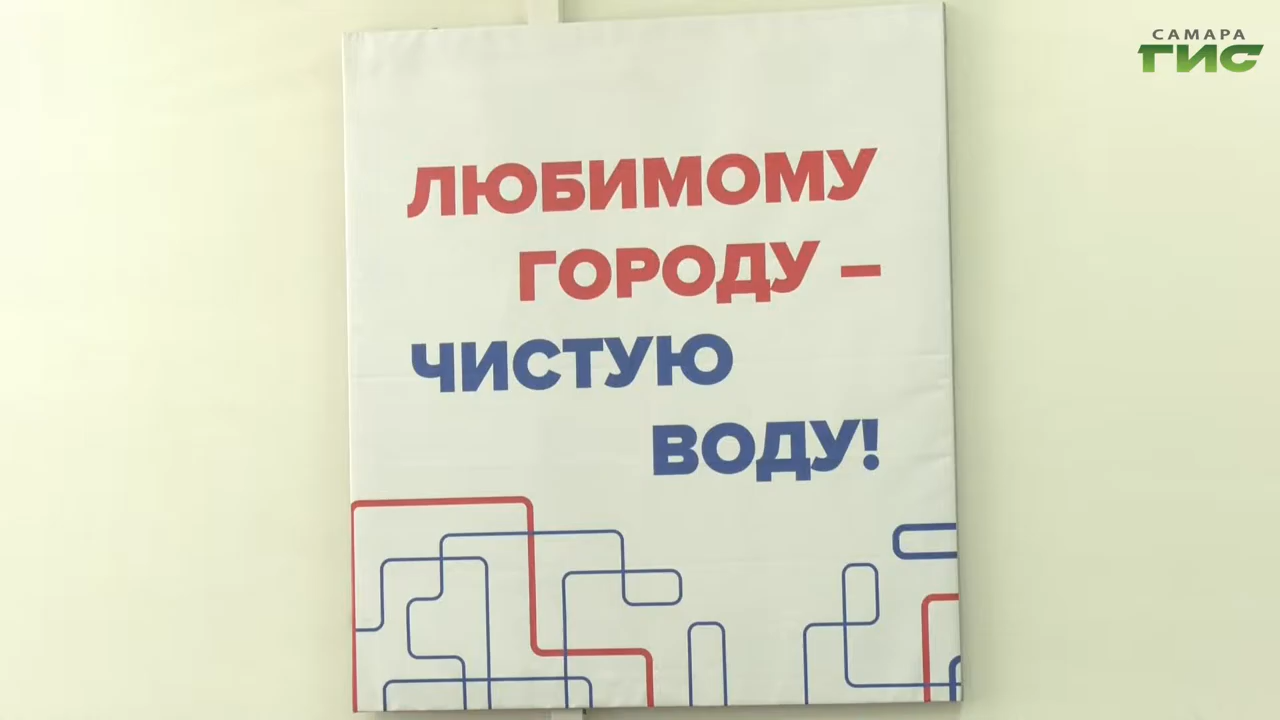 САМАРА
ГИС
ЛЮБИМОМУ
ГОРОДУ –
ЧИСТУЮ
ВОДУ!